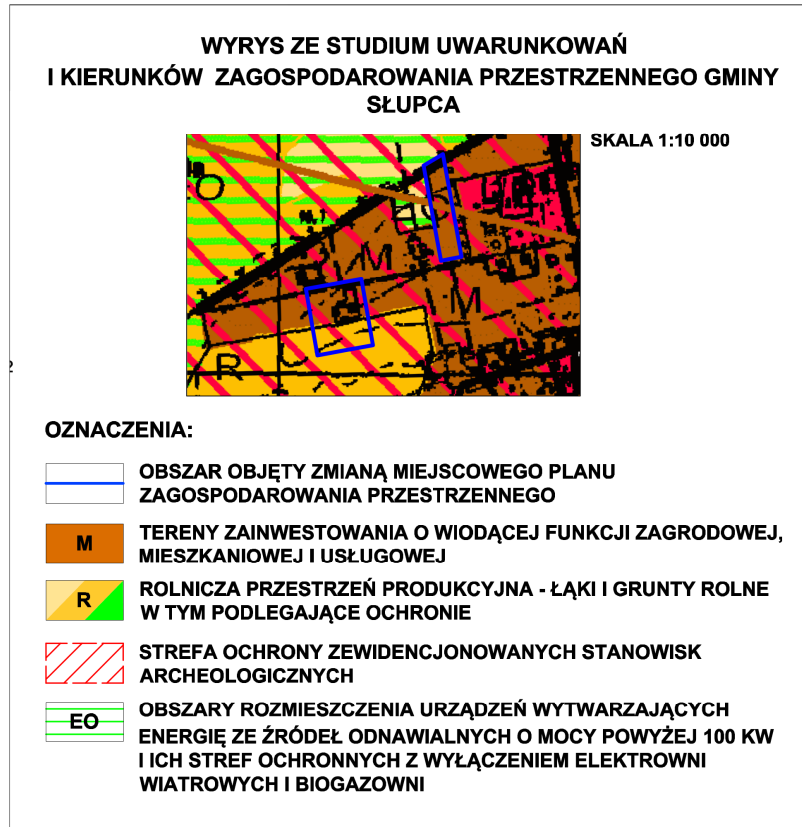 WYRYS ZE STUDIUM UWARUNKOWAŃ
I KIERUNKÓW ZAGOSPODAROWANIA PRZESTRZENNEGO GMINY
SŁUPCA
SKALA 1:10 000
EO
M
M
R
OZNACZENIA:
OBSZAR OBJĘTY ZMIANĄ MIEJSCOWEGO PLANU
ZAGOSPODAROWANIA PRZESTRZENNEGO
M
TERENY ZAINWESTOWANIA O WIODĄCEJ FUNKCJI ZAGRODOWEJ,
MIESZKANIOWEJ I USŁUGOWEJ
R
ROLNICZA PRZESTRZEŃ PRODUKCYJNA - ŁĄKI I GRUNTY ROLNE
W TYM PODLEGAJĄCE OCHRONIE
STREFA OCHRONY ZEWIDENCJONOWANYCH STANOWISK
ARCHEOLOGICZNYCH
EO
OBSZARY ROZMIESZCZENIA URZĄDZEŃ WYTWARZAJĄCYCH
ENERGIĘ ZE ŹRÓDEŁ ODNAWIALNYCH O MOCY POWYŻEJ 100 KW
I ICH STREF OCHRONNYCH Z WYŁĄCZENIEM ELEKTROWNI
WIATROWYCH I BIOGAZOWNI